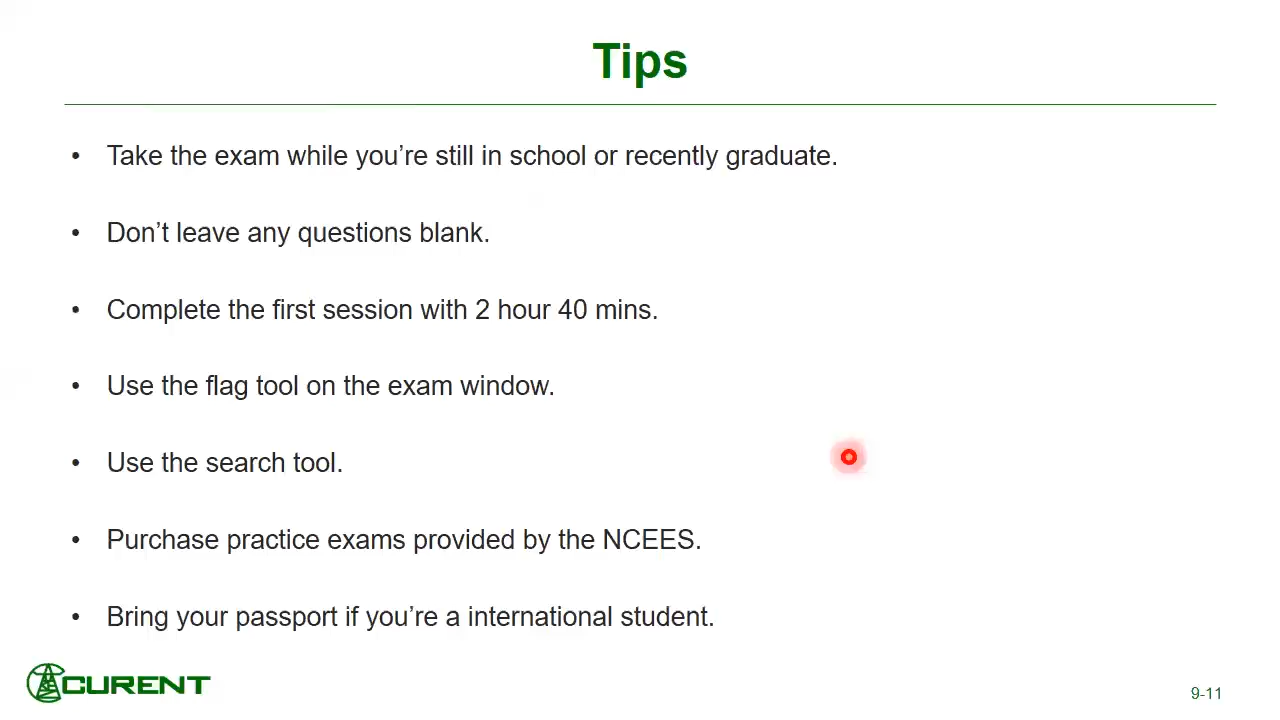 Tips
• Take the exam while you’re still in school or recently graduate.
• Don’t leave any questions blank.
• Complete the first session with 2 hour 40 mins.
• Use the flag tool on the exam window.
• Use the search tool.
• Purchase practice exams provided by the NCEES.
• Bring your passport if you’re a international student.
CURENT
9-11